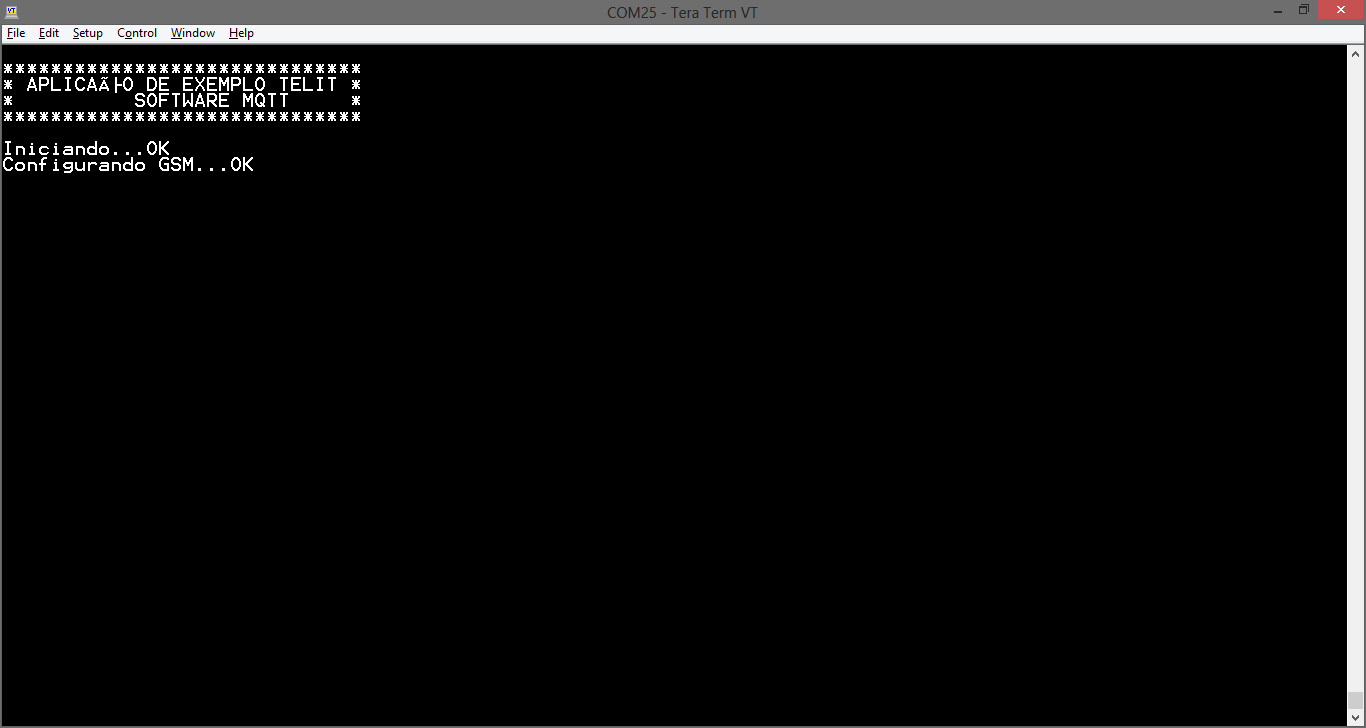 COM25 - Tera Term VT
File Edit Setup Control Window Help
******************************
* APLICAÃ├O DE EXEMPLO TELIT *
* SOFTWARE MQTT *
******************************
Iniciando...OK
Configurando GSM...OK